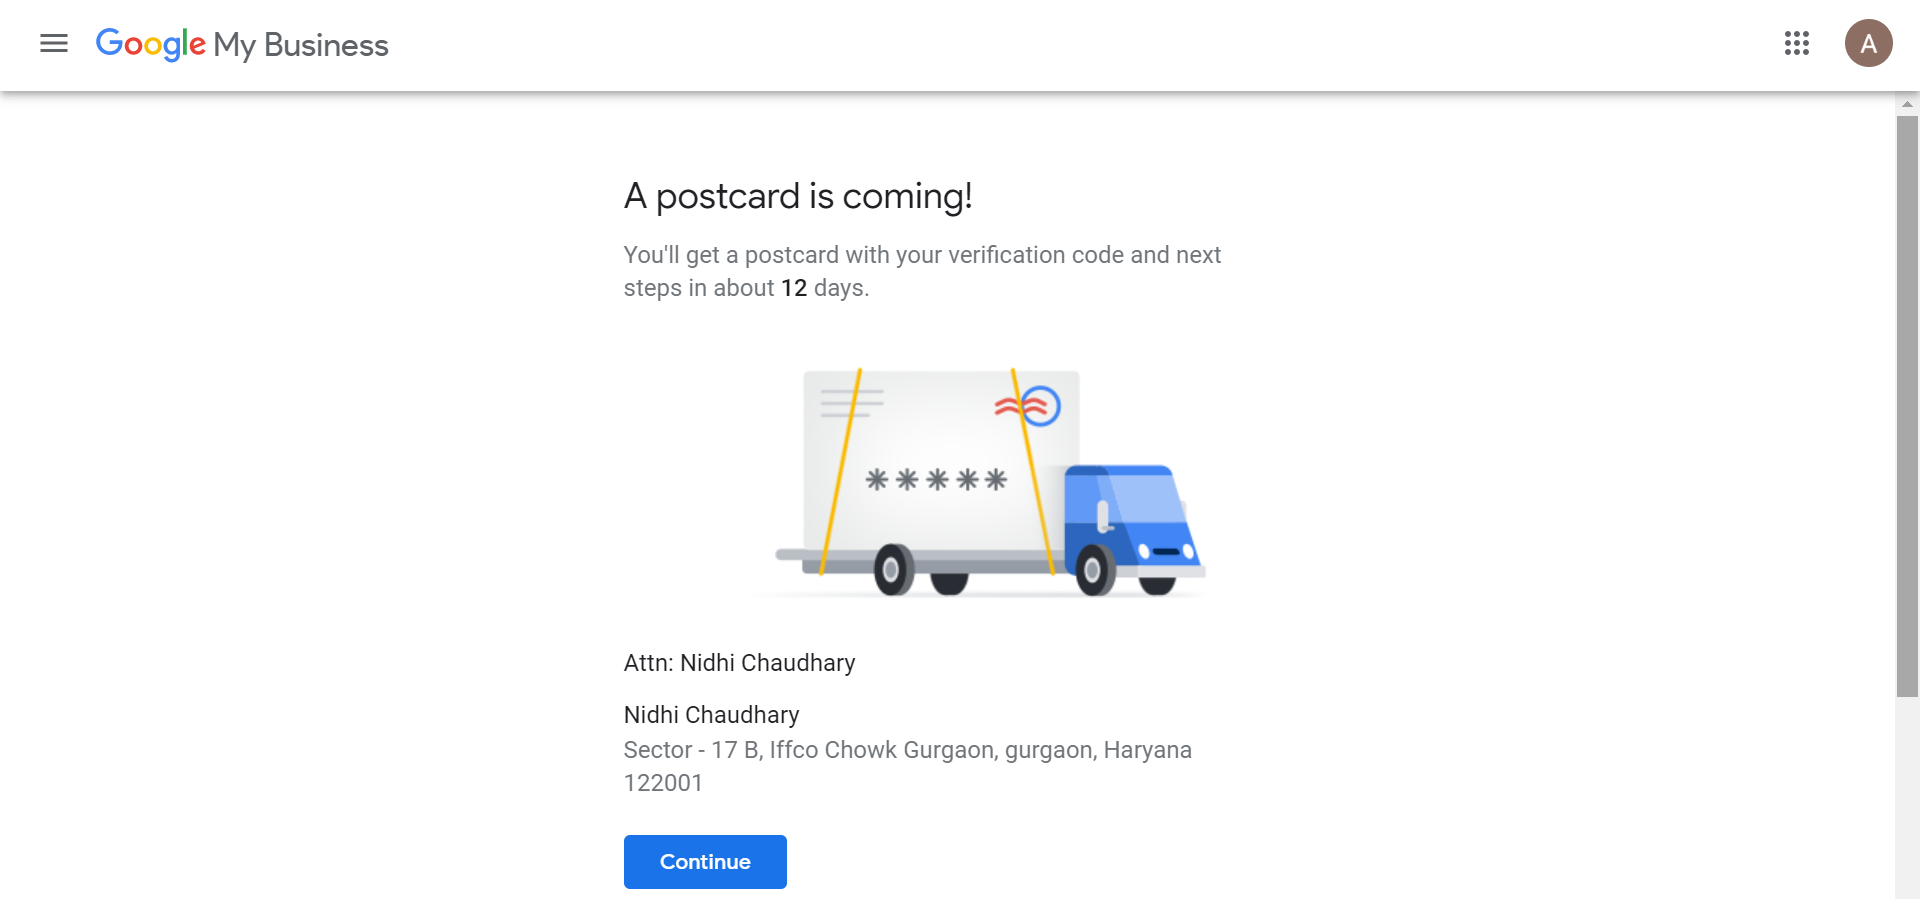 Google My Business
A
A postcard is coming!
You'll get a postcard with your verification code and next
steps in about 12 days.
*****
Attn: Nidhi Chaudhary
Nidhi Chaudhary
Sector - 17 B, Iffco Chowk Gurgaon, gurgaon, Haryana
122001
Continue